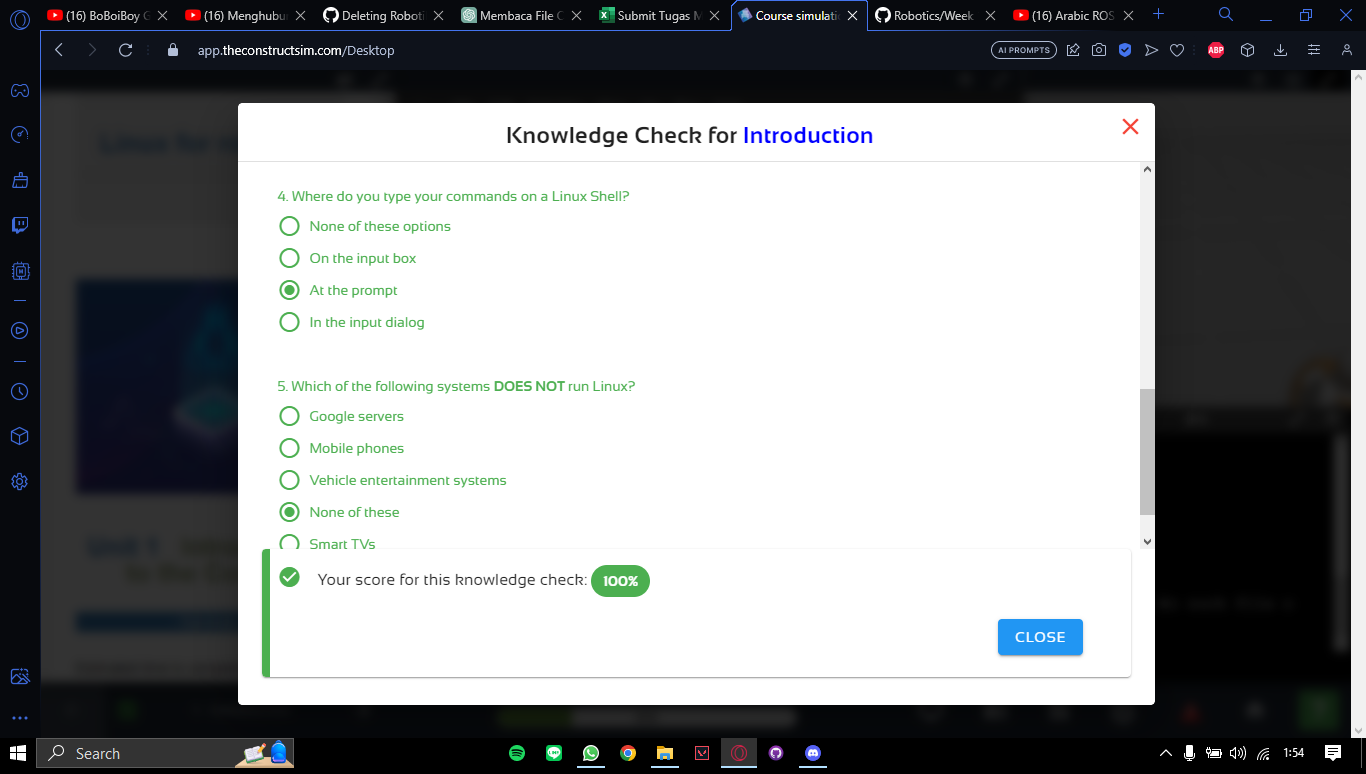 (16) BoBoiBoy G
(16) Menghubun
Deleting Roboti
Membaca File C
Submit Tugas M
Course simulati
Robotics/Week
(16) Arabic ROS
app.theconstructsim.com/Desktop
AI PROMPTS
ABP
Knowledge Check for Introduction
4. Where do you type your commands on a Linux Shell?
None of these options
On the input box
At the prompt
In the input dialog
5. Which of the following systems DOES NOT run Linux?
Google servers
Mobile phones
Vehicle entertainment systems
None of these
Smart TVs
Your score for this knowledge check: 100%
CLOSE
Search
1:54